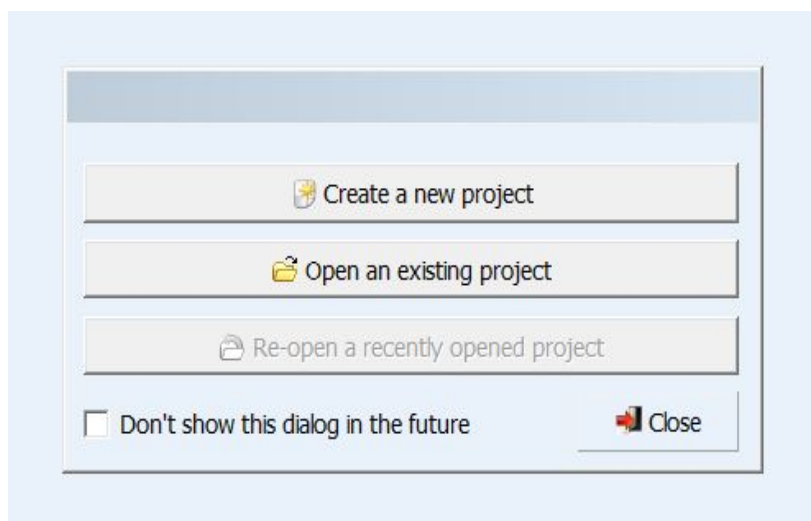 Create a new project
Open an existing project
Re-open a recently opened project
Don't show this dialog in the future
Close